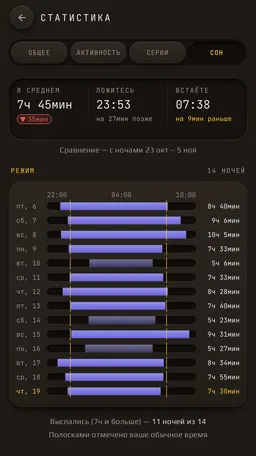 СТАТИСТИКА
ОБЩЕЕ АКТИВНОСТЬ СЕРИИ СОН
В СРЕДНЕМ ЛОЖИТЕСЬ ВСТАЁТЕ
7ч 45мин 23:53 07:38
▼ 35мин на 27мин позже на 9мин раньше
Сравнение — с ночами 23 окт – 5 ноя
РЕЖИМ 14 НОЧЕЙ
22:00 04:00 10:00
пт, 6 8ч 40мин
сб, 7 9ч 6мин
вс, 8 10ч 5мин
пн, 9 7ч 33мин
вт, 10 5ч 6мин
ср, 11 7ч 33мин
чт, 12 8ч 28мин
пт, 13 7ч 40мин
сб, 14 5ч 23мин
вс, 15 9ч 31мин
пн, 16 5ч 27мин
вт, 17 8ч 34мин
ср, 18 7ч 55мин
чт, 19 7ч 30мин
Выспались (7ч и больше) — 11 ночей из 14
Полосками отмечено ваше обычное время